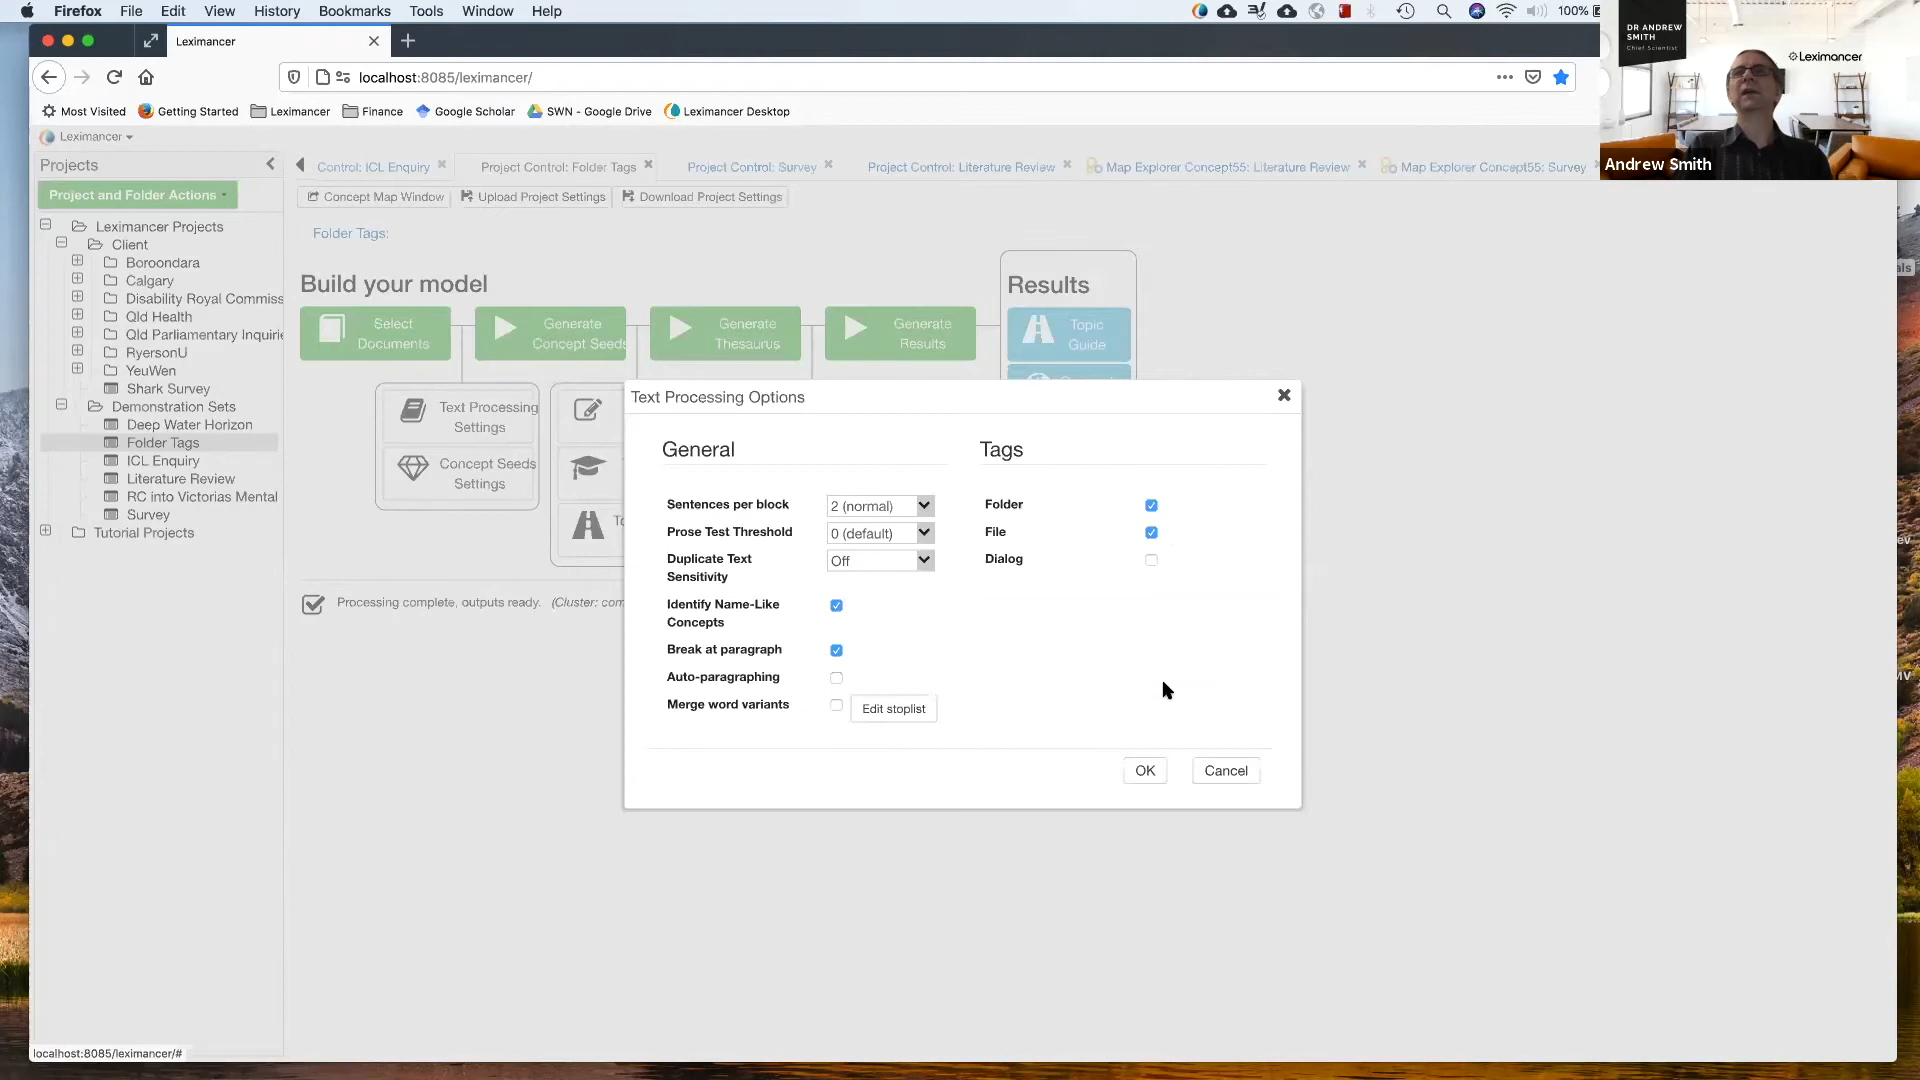 Firefox File Edit View History Bookmarks Tools Window Help
100%
Leximancer
localhost:8085/leximancer/
Most Visited Getting Started Leximancer Finance Google Scholar SWN - Google Drive Leximancer Desktop
Leximancer
Projects
Project and Folder Actions
Leximancer Projects
Client
Boroondara
Calgary
Disability Royal Commiss
Qld Health
Qld Parliamentary Inquirie
RyersonU
YeuWen
Shark Survey
Demonstration Sets
Deep Water Horizon
Folder Tags
ICL Enquiry
Literature Review
RC into Victorias Mental
Survey
Tutorial Projects
Control: ICL Enquiry Project Control: Folder Tags Project Control: Survey Project Control: Literature Review Map Explorer Concept55: Literature Review Map Explorer Concept55: Survey
Concept Map Window Upload Project Settings Download Project Settings
Folder Tags:
Build your model
Select Documents
Generate Concept Seeds
Generate Thesaurus
Generate Results
Results
Topic Guide
Text Processing Settings
Concept Seeds Settings
Processing complete, outputs ready. (Cluster: com
Text Processing Options
General
Sentences per block 2 (normal)
Prose Test Threshold 0 (default)
Duplicate Text Sensitivity Off
Identify Name-Like Concepts
Break at paragraph
Auto-paragraphing
Merge word variants Edit stoplist
Tags
Folder
File
Dialog
OK Cancel
localhost:8085/leximancer/#
DR ANDREW
SMITH
Chief Scientist
Leximancer
Andrew Smith